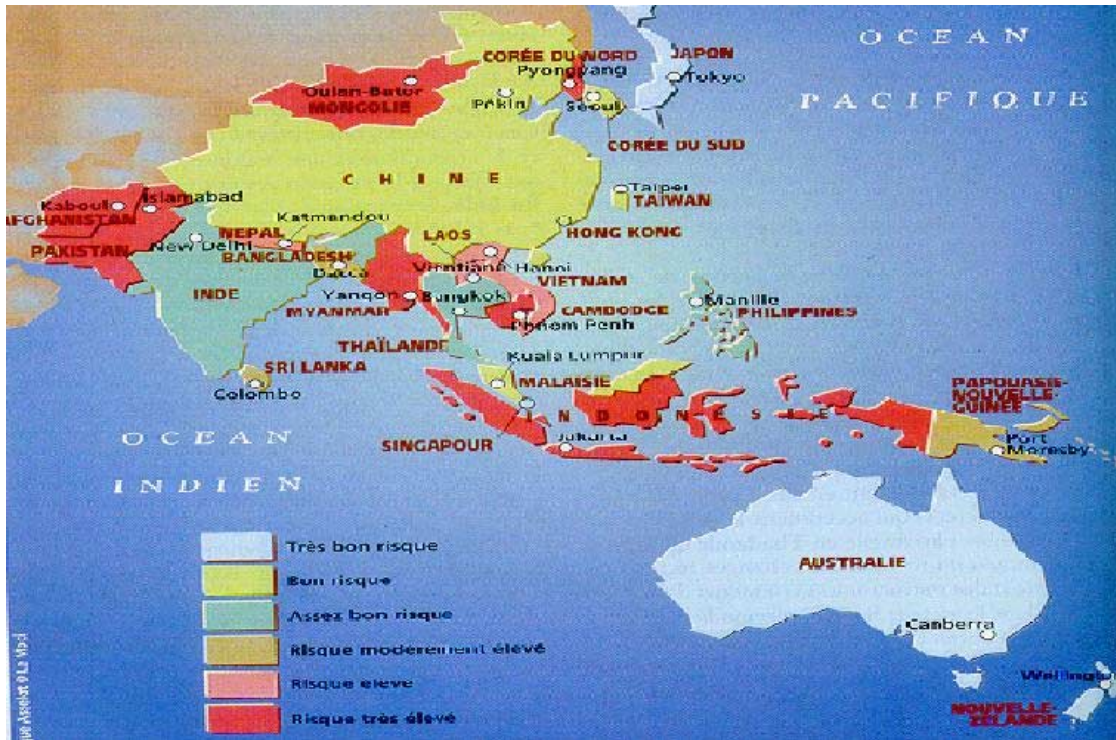 OCEAN
PACIFIQUE
CORÉE DU NORD
JAPON
Pyongyang
Tokyo
Oulan-Bator
MONGOLIE
Pékin
Séoul
CORÉE DU SUD
CHINE
Taipei
TAÏWAN
Kaboul
Islamabad
AFGHANISTAN
Katmandou
NEPAL
LAOS
HONG KONG
PAKISTAN
New Delhi
BANGLADESH
Dacca
Vientiane
Hanoi
VIETNAM
INDE
Yangon
Bangkok
Manille
MYANMAR
CAMBODGE
PHILIPPINES
Phnom Penh
THAÏLANDE
Kuala Lumpur
SRI LANKA
Colombo
MALAISIE
PAPOUASIE-
NOUVELLE-
GUINÉE
INDONESIE
OCEAN
INDIEN
SINGAPOUR
Jakarta
Port
Moresby
Très bon risque
Bon risque
Assez bon risque
Risque modérement élevé
Risque élevé
Risque très élevé
AUSTRALIE
Canberra
Wellington
NOUVELLE-
ZÉLANDE